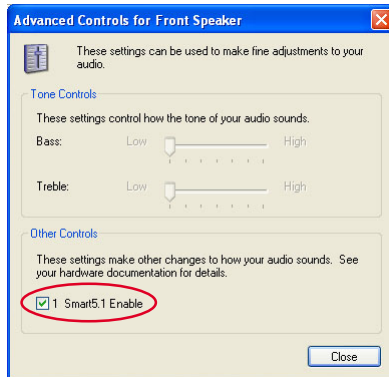 Advanced Controls for Front Speaker
These settings can be used to make fine adjustments to your
audio.
Tone Controls
These settings control how the tone of your audio sounds.
Bass: Low High
Treble: Low High
Other Controls
These settings make other changes to how your audio sounds. See
your hardware documentation for details.
1 Smart5.1 Enable
Close